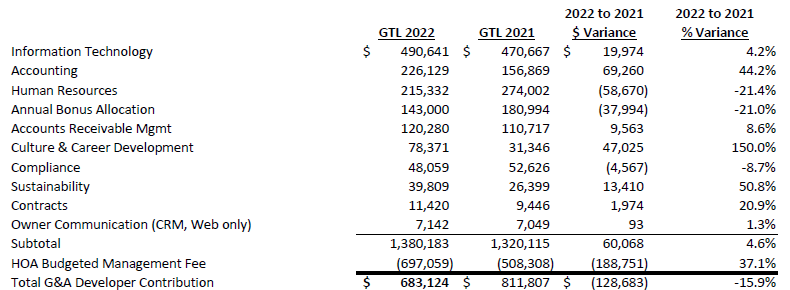 2022 to 2021 2022 to 2021
GTL 2022 GTL 2021 $ Variance % Variance
Information Technology $ 490,641 $ 470,667 $ 19,974 4.2%
Accounting 226,129 156,869 69,260 44.2%
Human Resources 215,332 274,002 (58,670) -21.4%
Annual Bonus Allocation 143,000 180,994 (37,994) -21.0%
Accounts Receivable Mgmt 120,280 110,717 9,563 8.6%
Culture & Career Development 78,371 31,346 47,025 150.0%
Compliance 48,059 52,626 (4,567) -8.7%
Sustainability 39,809 26,399 13,410 50.8%
Contracts 11,420 9,446 1,974 20.9%
Owner Communication (CRM, Web only) 7,142 7,049 93 1.3%
Subtotal 1,380,183 1,320,115 60,068 4.6%
HOA Budgeted Management Fee (697,059) (508,308) (188,751) 37.1%
Total G&A Developer Contribution $ 683,124 $ 811,807 $ (128,683) -15.9%